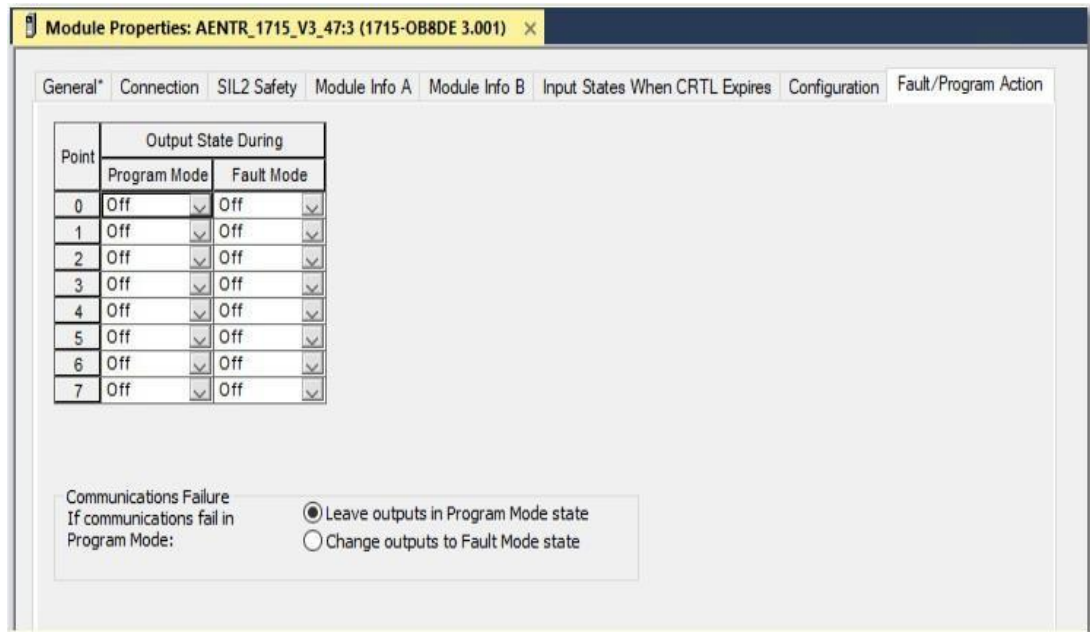 Module Properties: AENTR_1715_V3_47:3 (1715-OB8DE 3.001) ×
General* Connection SIL2 Safety Module Info A Module Info B Input States When CRTL Expires Configuration Fault/Program Action
Point Output State During
Program Mode Fault Mode
0 Off Off
1 Off Off
2 Off Off
3 Off Off
4 Off Off
5 Off Off
6 Off Off
7 Off Off
Communications Failure
If communications fail in
Program Mode:
Leave outputs in Program Mode state
Change outputs to Fault Mode state